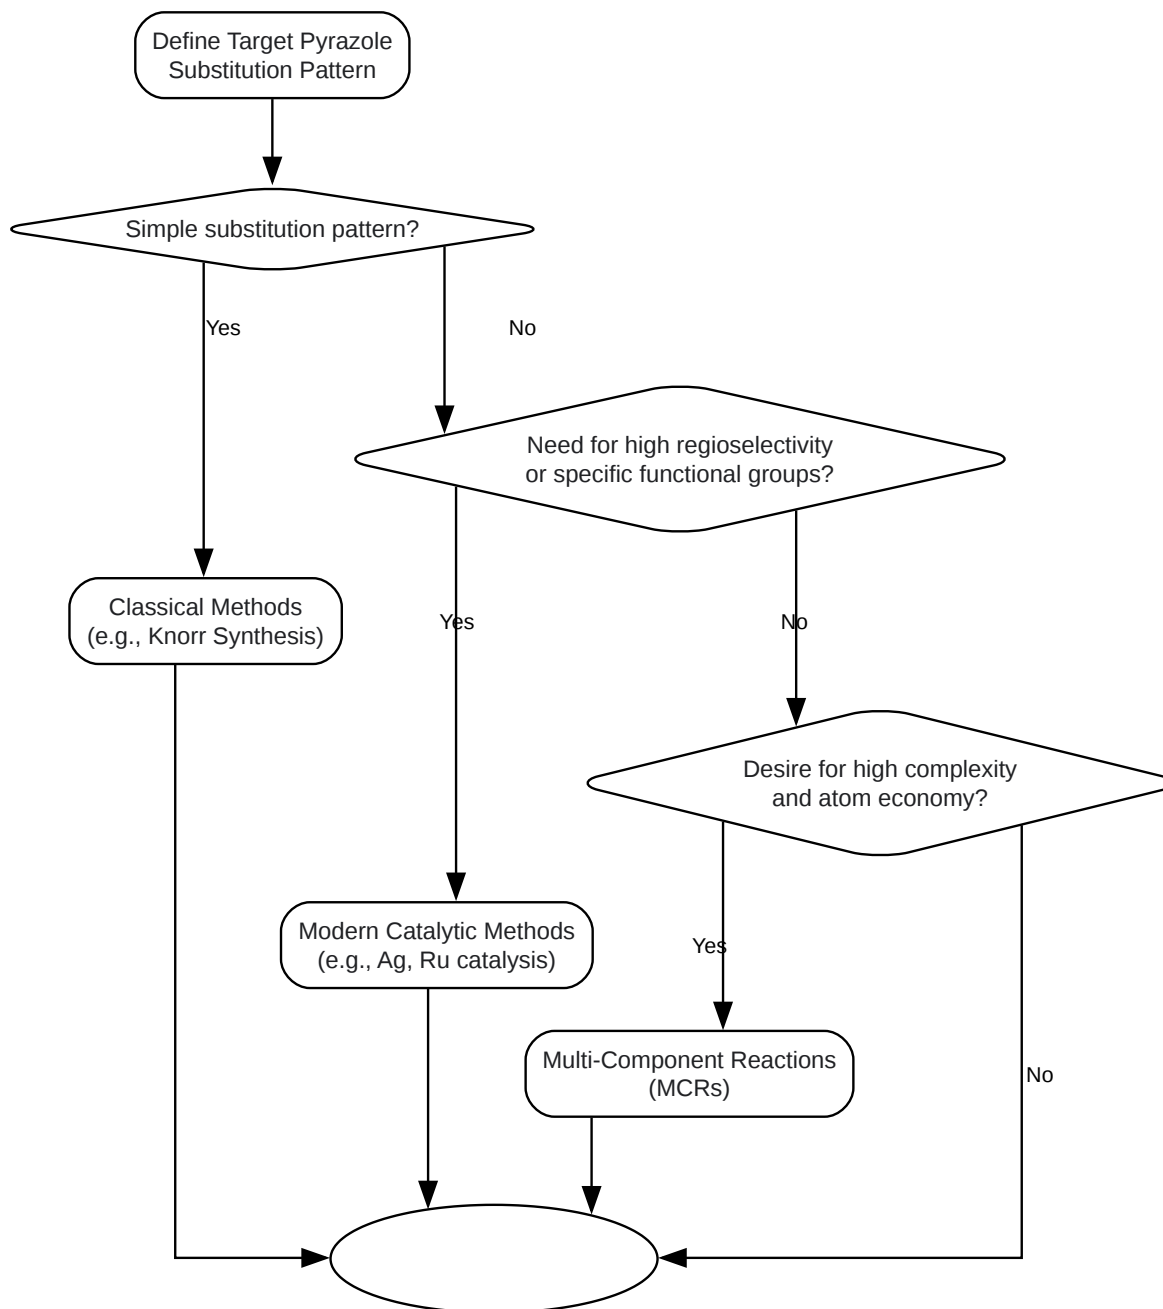 Define Target Pyrazole
Substitution Pattern
Simple substitution pattern?
Yes
No
Need for high regioselectivity
or specific functional groups?
Classical Methods
(e.g., Knorr Synthesis)
Yes
No
Desire for high complexity
and atom economy?
Modern Catalytic Methods
(e.g., Ag, Ru catalysis)
Yes
Multi-Component Reactions
(MCRs)
No